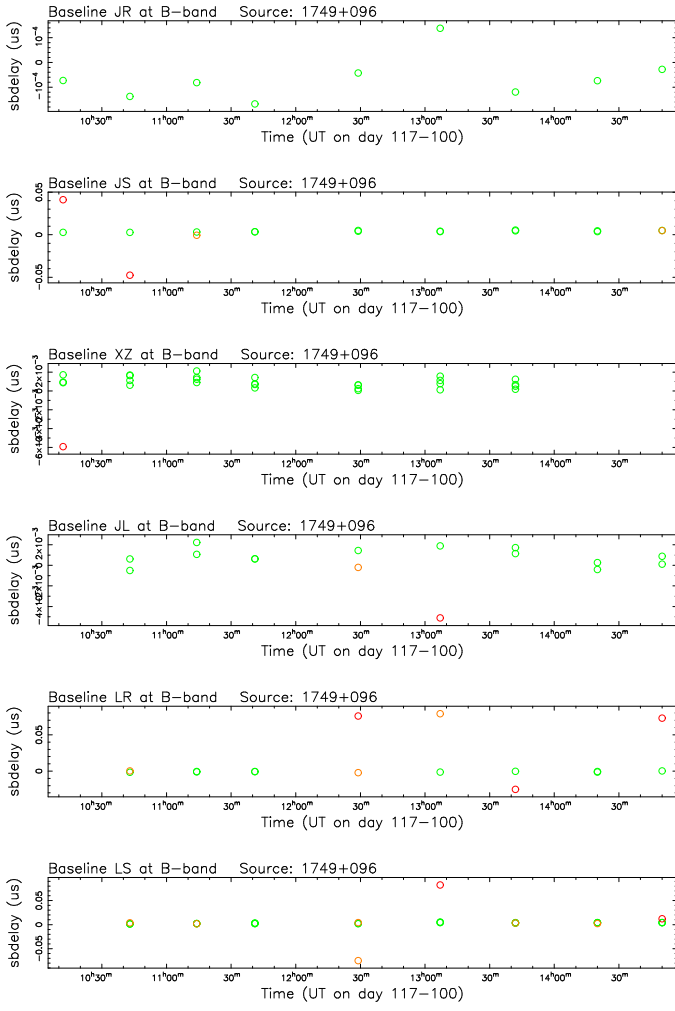 Baseline JR at B-band Source: 1749+096
sbdelay (us)
10⁻⁴
0
-10⁻⁴
10ʰ30ᵐ 11ʰ00ᵐ 30ᵐ 12ʰ00ᵐ 30ᵐ 13ʰ00ᵐ 30ᵐ 14ʰ00ᵐ 30ᵐ
Time (UT on day 117-100)
Baseline JS at B-band Source: 1749+096
sbdelay (us)
0.05
0
-0.05
10ʰ30ᵐ 11ʰ00ᵐ 30ᵐ 12ʰ00ᵐ 30ᵐ 13ʰ00ᵐ 30ᵐ 14ʰ00ᵐ 30ᵐ
Time (UT on day 117-100)
Baseline XZ at B-band Source: 1749+096
sbdelay (us)
10ʰ30ᵐ 11ʰ00ᵐ 30ᵐ 12ʰ00ᵐ 30ᵐ 13ʰ00ᵐ 30ᵐ 14ʰ00ᵐ 30ᵐ
Time (UT on day 117-100)
Baseline JL at B-band Source: 1749+096
sbdelay (us)
10ʰ30ᵐ 11ʰ00ᵐ 30ᵐ 12ʰ00ᵐ 30ᵐ 13ʰ00ᵐ 30ᵐ 14ʰ00ᵐ 30ᵐ
Time (UT on day 117-100)
Baseline LR at B-band Source: 1749+096
sbdelay (us)
0.05
0
10ʰ30ᵐ 11ʰ00ᵐ 30ᵐ 12ʰ00ᵐ 30ᵐ 13ʰ00ᵐ 30ᵐ 14ʰ00ᵐ 30ᵐ
Time (UT on day 117-100)
Baseline LS at B-band Source: 1749+096
sbdelay (us)
0.05
0
-0.05
10ʰ30ᵐ 11ʰ00ᵐ 30ᵐ 12ʰ00ᵐ 30ᵐ 13ʰ00ᵐ 30ᵐ 14ʰ00ᵐ 30ᵐ
Time (UT on day 117-100)